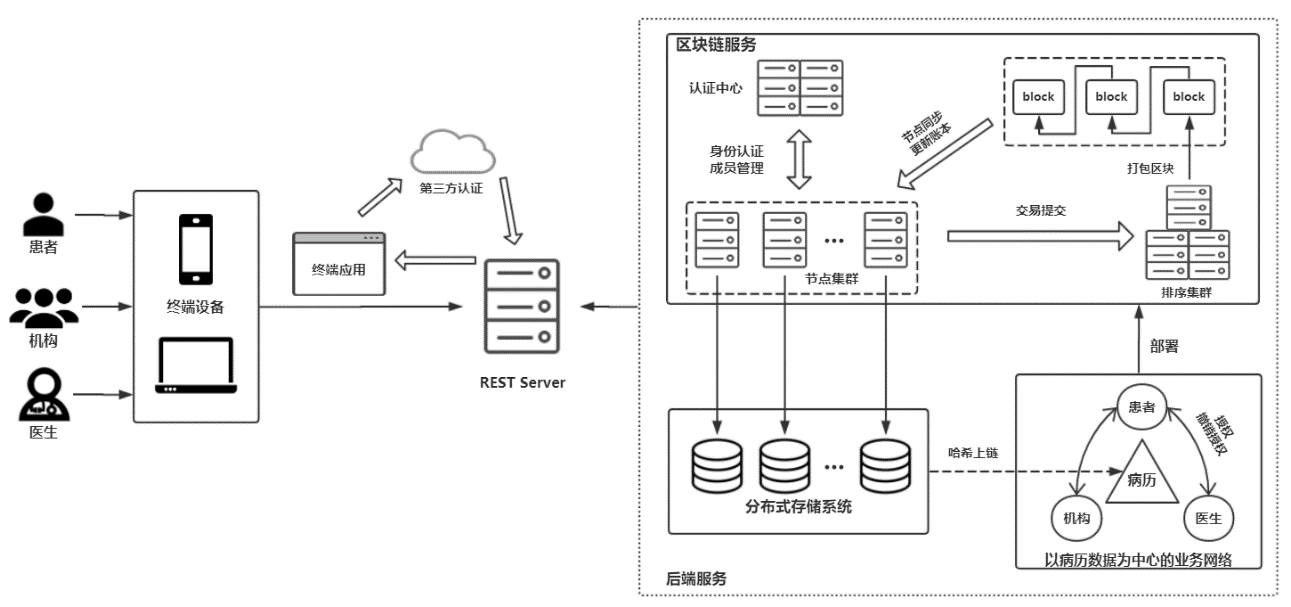 患者
机构
医生
终端设备
终端应用
第三方认证
REST Server
区块链服务
认证中心
身份认证
成员管理
节点同步
更新账本
block
block
block
打包区块
交易提交
节点集群
排序集群
部署
分布式存储系统
哈希上链
患者
授权
撤销授权
病历
机构
医生
以病历数据为中心的业务网络
后端服务